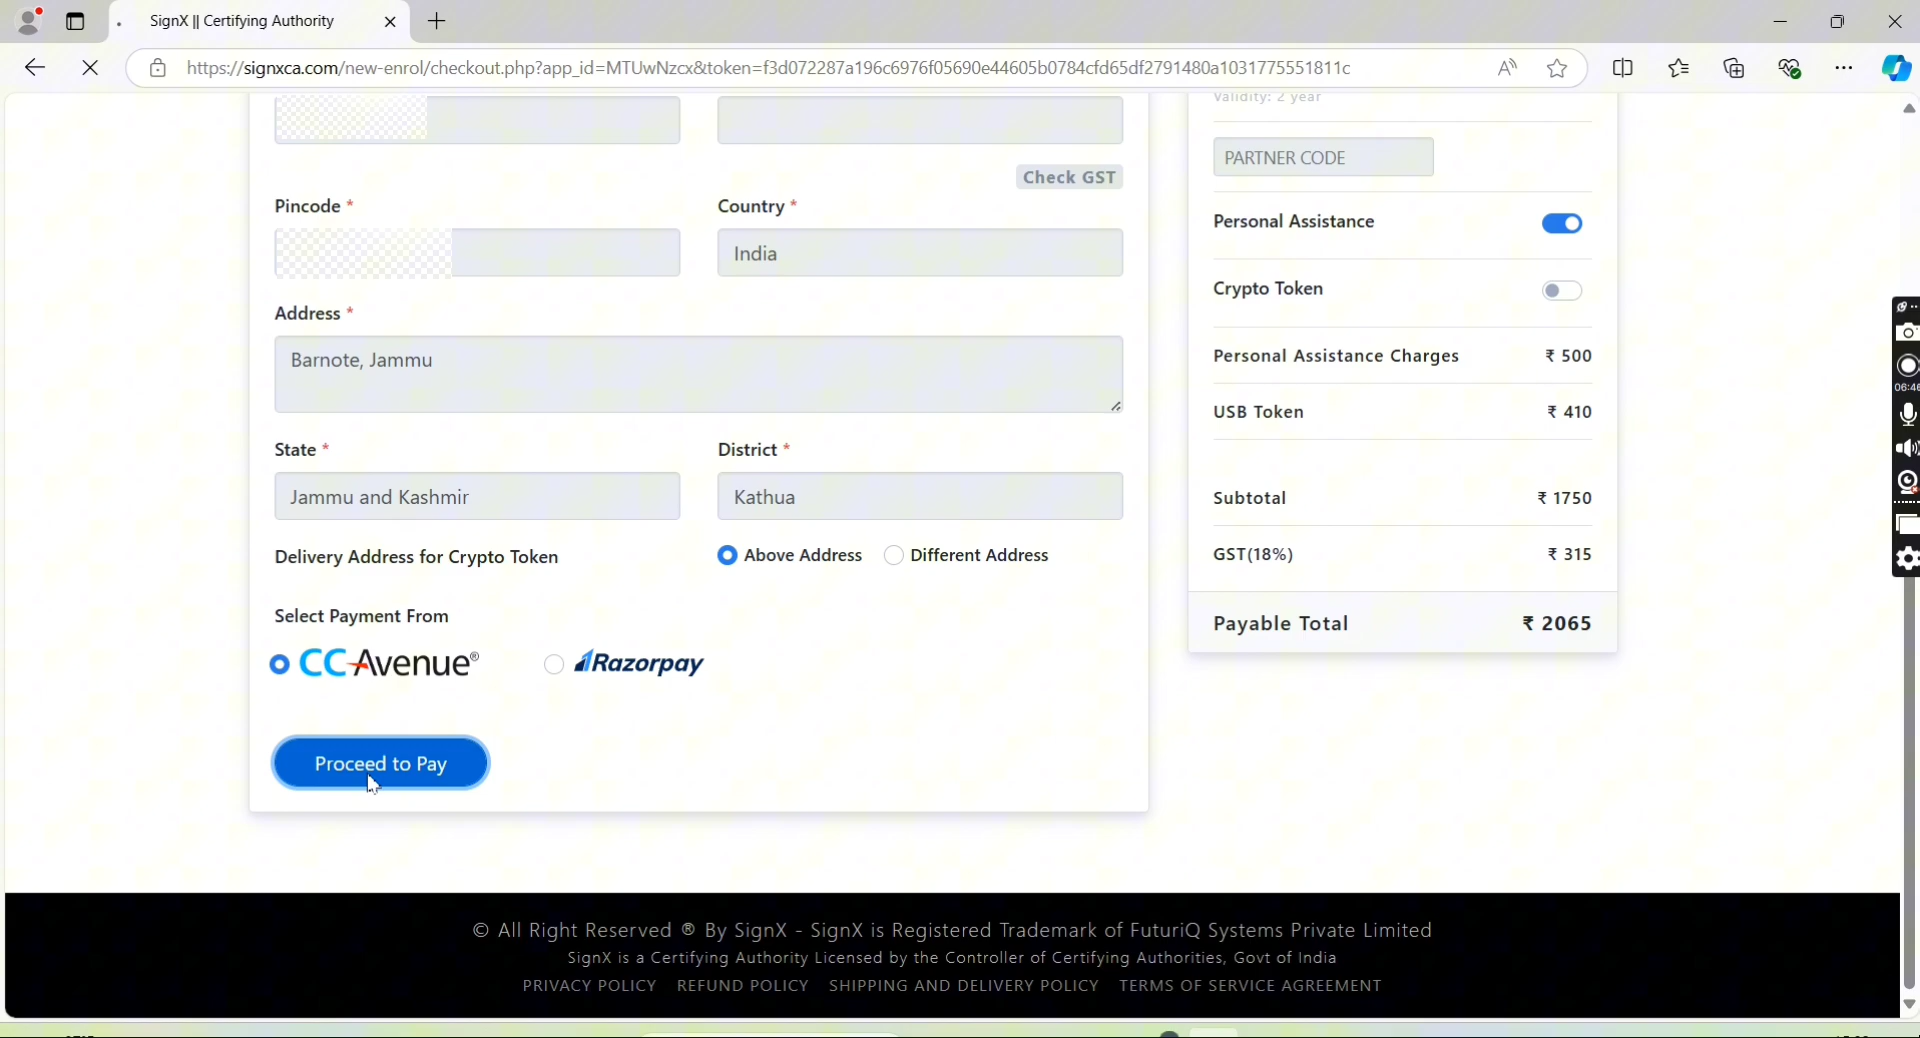 SignX || Certifying Authority
https://signxca.com/new-enrol/checkout.php?app_id=MTUwNzcx&token=f3d072287a196c6976f05690e44605b0784cfd65df2791480a1031775551811c
Check GST
Pincode *
Country *
India
Address *
Barnote, Jammu
State *
District *
Jammu and Kashmir
Kathua
Delivery Address for Crypto Token
Above Address
Different Address
Select Payment From
CCAvenue®
Razorpay
Proceed to Pay
Validity: 2 year
PARTNER CODE
Personal Assistance
Crypto Token
Personal Assistance Charges ₹ 500
USB Token ₹ 410
Subtotal ₹ 1750
GST(18%) ₹ 315
Payable Total ₹ 2065
06:46
© All Right Reserved ® By SignX - SignX is Registered Trademark of FuturiQ Systems Private Limited
SignX is a Certifying Authority Licensed by the Controller of Certifying Authorities, Govt of India
PRIVACY POLICY REFUND POLICY SHIPPING AND DELIVERY POLICY TERMS OF SERVICE AGREEMENT